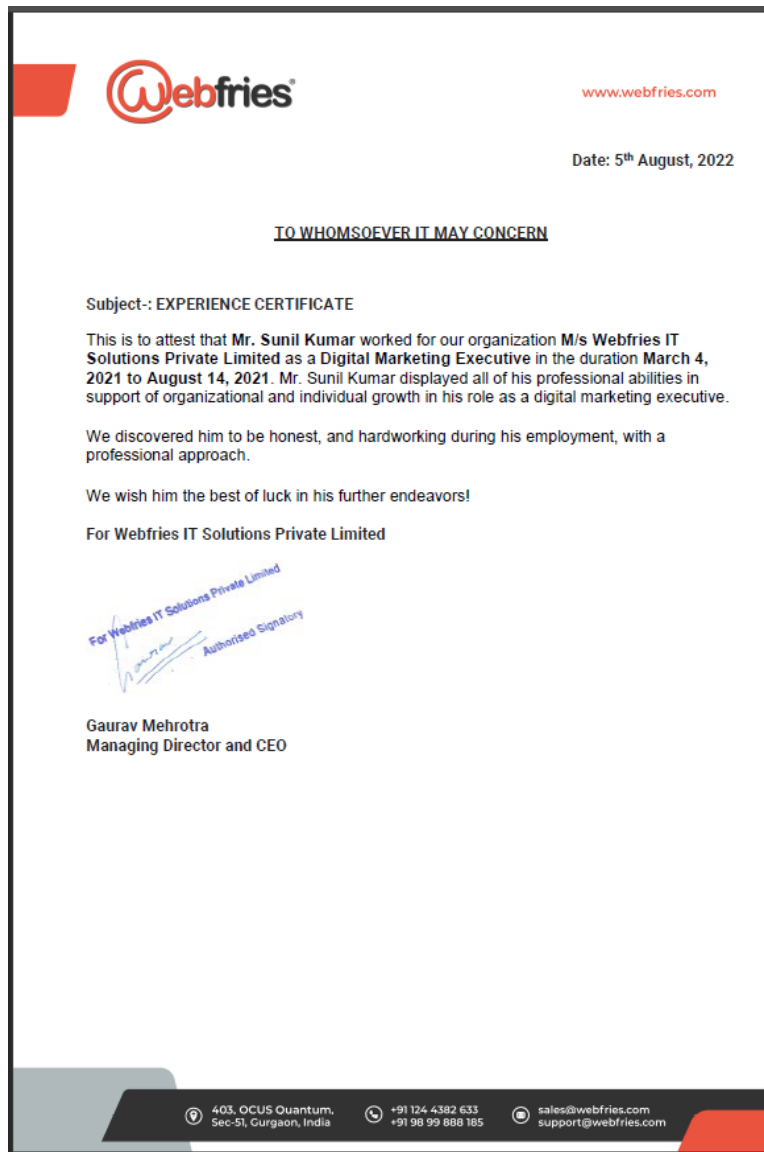 Webfries®
www.webfries.com
Date: 5th August, 2022
TO WHOMSOEVER IT MAY CONCERN
Subject-: EXPERIENCE CERTIFICATE
This is to attest that Mr. Sunil Kumar worked for our organization M/s Webfries IT
Solutions Private Limited as a Digital Marketing Executive in the duration March 4,
2021 to August 14, 2021. Mr. Sunil Kumar displayed all of his professional abilities in
support of organizational and individual growth in his role as a digital marketing executive.
We discovered him to be honest, and hardworking during his employment, with a
professional approach.
We wish him the best of luck in his further endeavors!
For Webfries IT Solutions Private Limited
For Webfries IT Solutions Private Limited
Authorised Signatory
Gaurav Mehrotra
Managing Director and CEO
403, OCUS Quantum,
Sec-51, Gurgaon, India
+91 124 4382 633
+91 98 99 888 185
sales@webfries.com
support@webfries.com